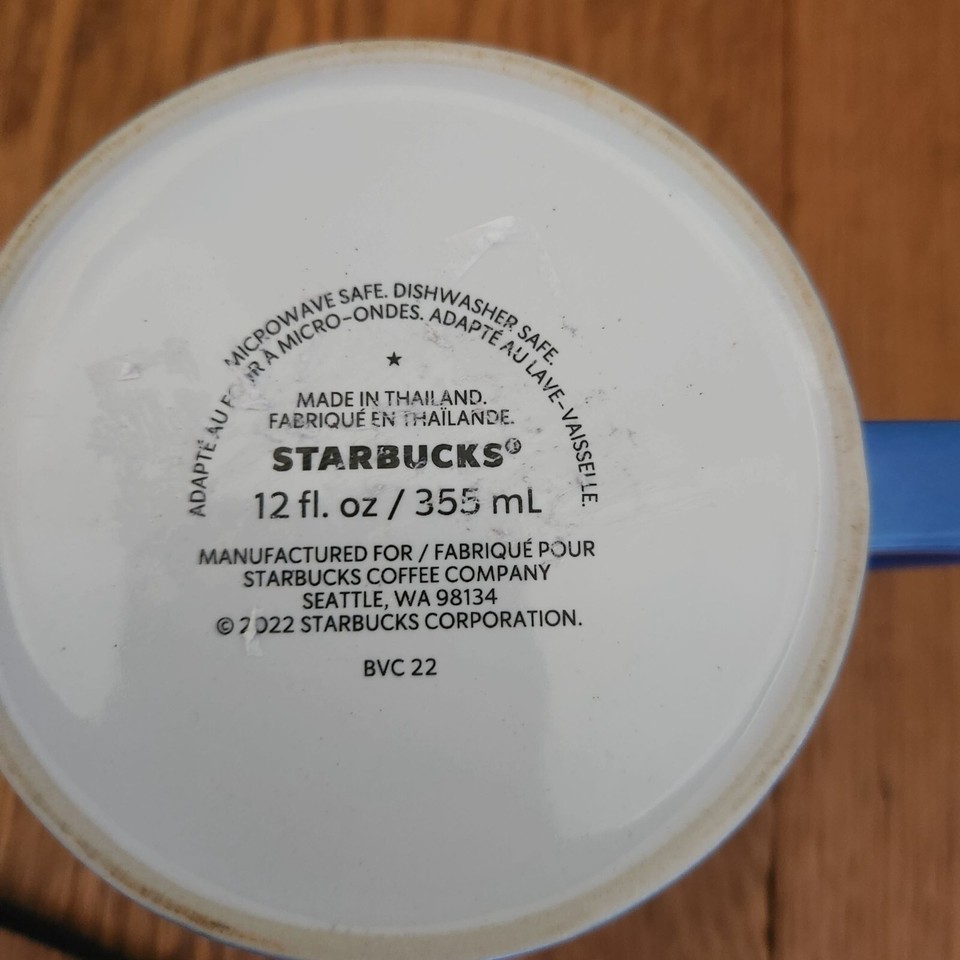 MICROWAVE SAFE. DISHWASHER SAFE.
ADAPTÉ AU FOUR À MICRO-ONDES. ADAPTÉ AU LAVE-VAISSELLE.
★
MADE IN THAILAND.
FABRIQUÉ EN THAÏLANDE.
STARBUCKS®
12 fl. oz / 355 mL
MANUFACTURED FOR / FABRIQUÉ POUR
STARBUCKS COFFEE COMPANY
SEATTLE, WA 98134
© 2022 STARBUCKS CORPORATION.
BVC 22